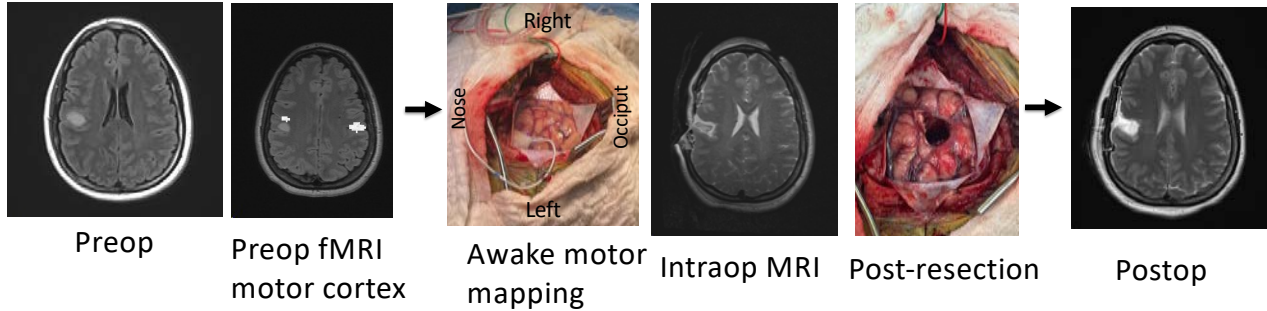 Right
Nose
Occiput
Left
Preop
Preop fMRI
motor cortex
Awake motor
mapping
Intraop MRI
Post-resection
Postop